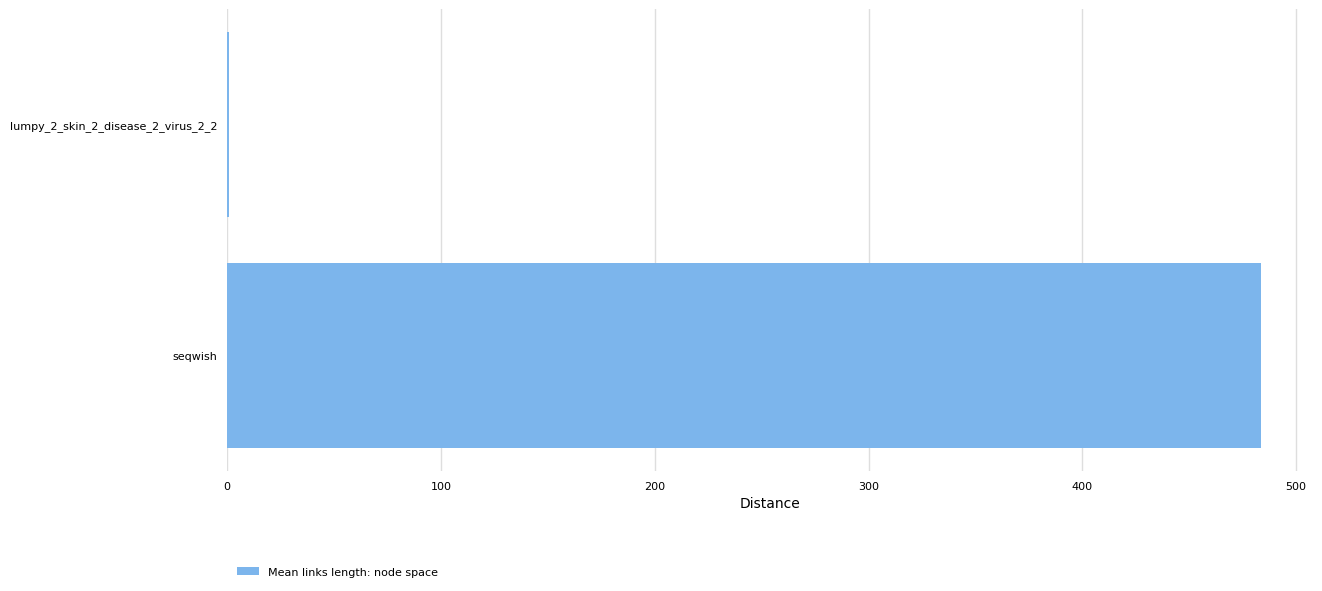 lumpy_2_skin_2_disease_2_virus_2_2
seqwish
0 100 200 300 400 500
Distance
Mean links length: node space